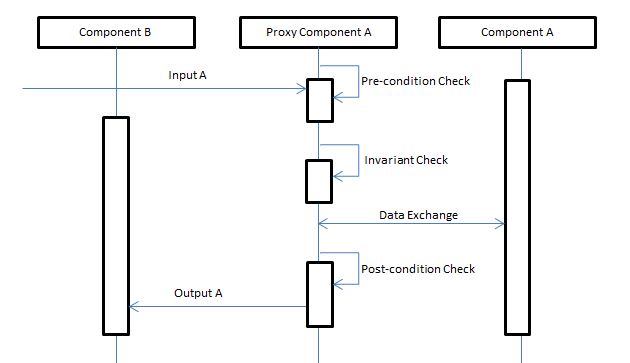 Component B
Proxy Component A
Component A
Input A
Pre-condition Check
Invariant Check
Data Exchange
Post-condition Check
Output A